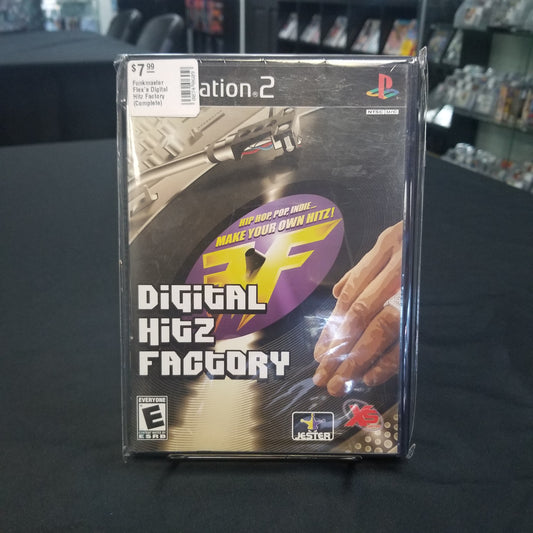 $7.99
Funkmaster
Flex's Digital
Hitz Factory
(Complete)
ation 2
NTSC U/C
HIP HOP, POP, INDIE...
MAKE YOUR OWN HITZ!
FF
DiGiTAL
HiTZ
FACTORY
EVERYONE
E
ESRB
JESTER
XS